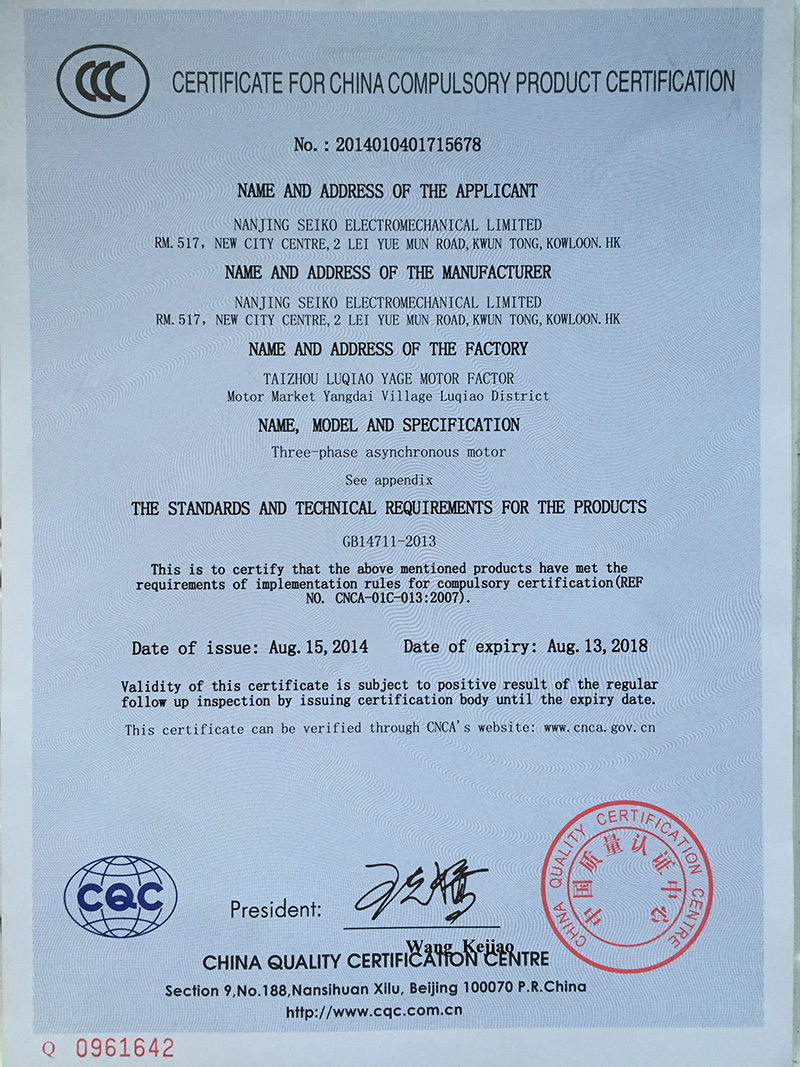 CERTIFICATE FOR CHINA COMPULSORY PRODUCT CERTIFICATION
No. : 2014010401715678
NAME AND ADDRESS OF THE APPLICANT
NANJING SEIKO ELECTROMECHANICAL LIMITED
RM. 517, NEW CITY CENTRE, 2 LEI YUE MUN ROAD, KWUN TONG, KOWLOON. HK
NAME AND ADDRESS OF THE MANUFACTURER
NANJING SEIKO ELECTROMECHANICAL LIMITED
RM. 517, NEW CITY CENTRE, 2 LEI YUE MUN ROAD, KWUN TONG, KOWLOON. HK
NAME AND ADDRESS OF THE FACTORY
TAIZHOU LUQIAO YAGE MOTOR FACTOR
Motor Market Yangdai Village Luqiao District
NAME, MODEL AND SPECIFICATION
Three-phase asynchronous motor
See appendix
THE STANDARDS AND TECHNICAL REQUIREMENTS FOR THE PRODUCTS
GB14711-2013
This is to certify that the above mentioned products have met the
requirements of implementation rules for compulsory certification(REF
NO. CNCA-01C-013:2007).
Date of issue: Aug. 15, 2014 Date of expiry: Aug. 13, 2018
Validity of this certificate is subject to positive result of the regular
follow up inspection by issuing certification body until the expiry date.
This certificate can be verified through CNCA's website: www.cnca.gov.cn
CQC
President:
王克娇
Wang Kejiao
CHINA QUALITY CERTIFICATION CENTRE
中国质量认证中心
CHINA QUALITY CERTIFICATION CENTRE
Section 9, No.188, Nansihuan Xilu, Beijing 100070 P.R.China
http://www.cqc.com.cn
Q 0961642